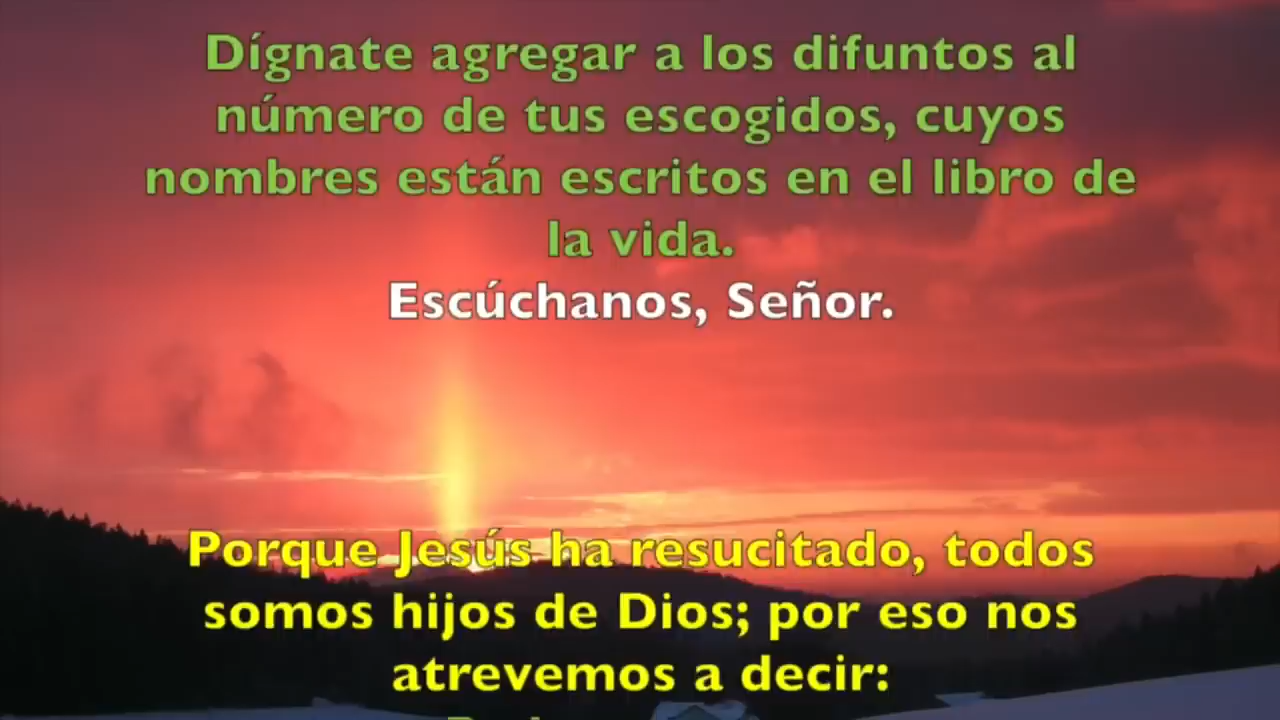 Dígnate agregar a los difuntos al
número de tus escogidos, cuyos
nombres están escritos en el libro de
la vida.
Escúchanos, Señor.
Porque Jesús ha resucitado, todos
somos hijos de Dios; por eso nos
atrevemos a decir: